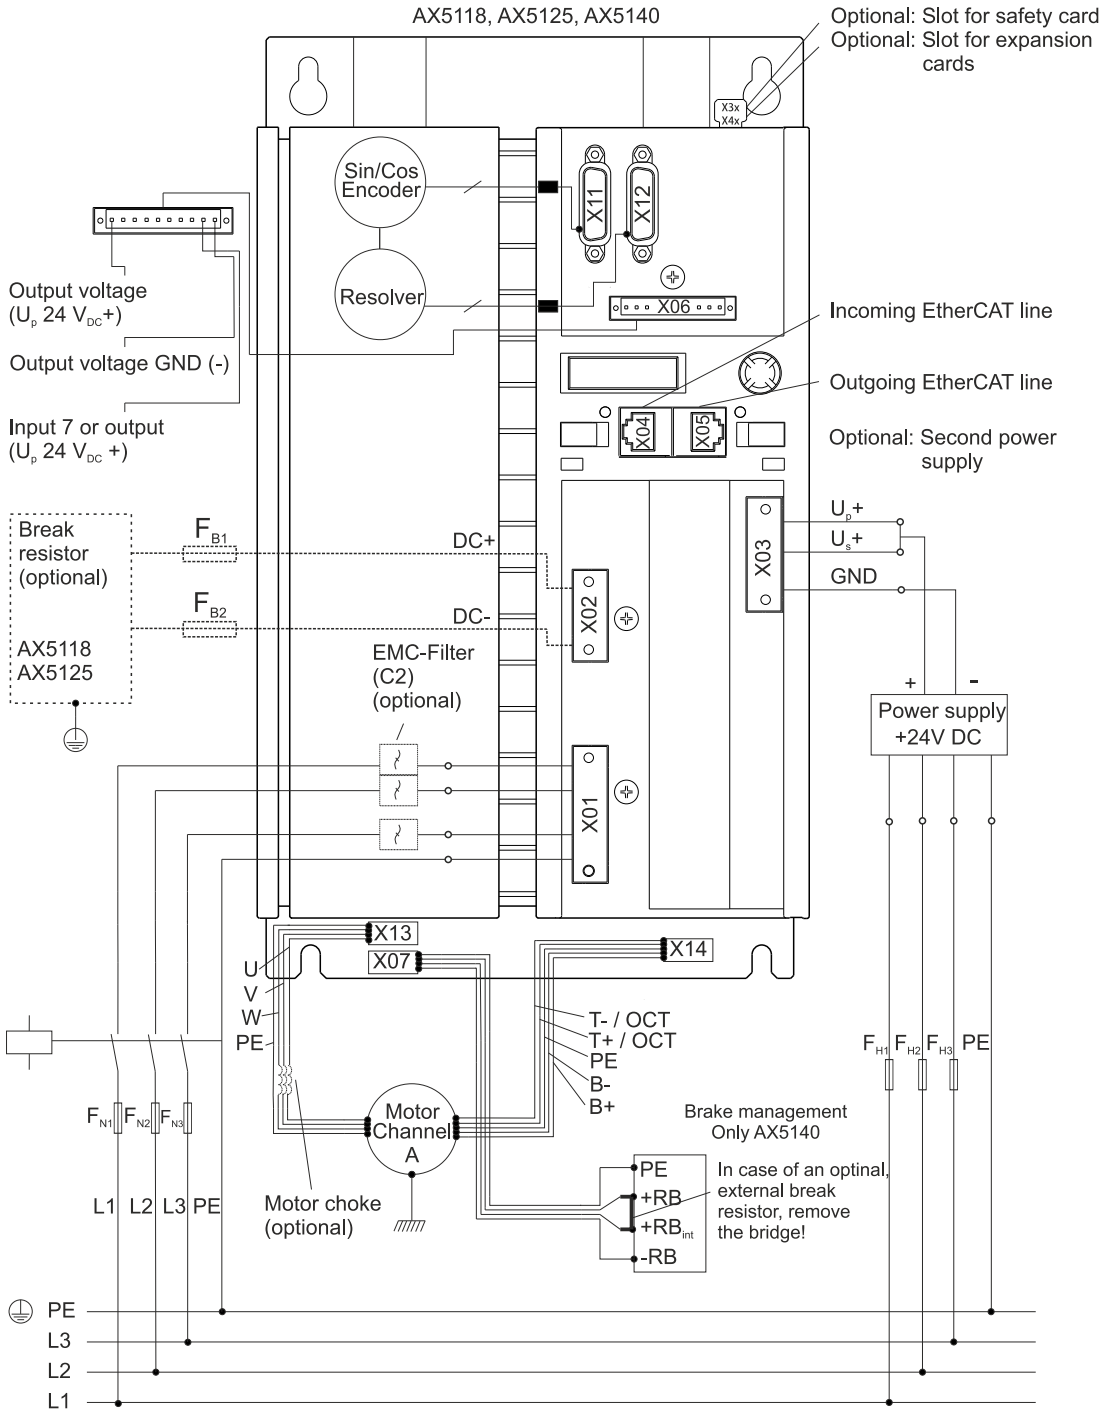 AX5118, AX5125, AX5140
Optional: Slot for safety card
Optional: Slot for expansion
cards
X3x
X4x
Sin/Cos
Encoder
X11
X12
Resolver
X06
Output voltage
(Up 24 VDC+)
Output voltage GND (-)
Input 7 or output
(Up 24 VDC +)
Incoming EtherCAT line
Outgoing EtherCAT line
X04
X05
Optional: Second power
supply
Break
resistor
(optional)
AX5118
AX5125
FB1
DC+
FB2
DC-
X02
X03
Up+
Us+
GND
EMC-Filter
(C2)
(optional)
X01
+
-
Power supply
+24V DC
X13
X07
X14
U
V
W
PE
T- / OCT
T+ / OCT
PE
B-
B+
FH1
FH2
FH3
PE
FN1
FN2
FN3
Motor
Channel
A
Brake management
Only AX5140
PE
+RB
+RBint
-RB
In case of an optinal,
external break
resistor, remove
the bridge!
L1
L2
L3
PE
Motor choke
(optional)
PE
L3
L2
L1